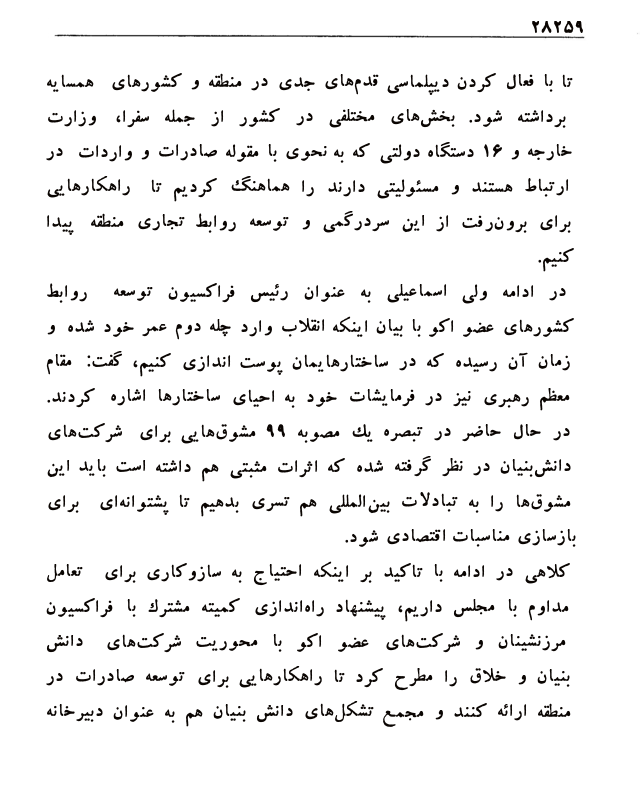 ۲۸۲۵۹
تا با فعال کردن دیپلماسی قدم‌های جدی در منطقه و کشورهای همسایه
برداشته شود. بخش‌های مختلفی در کشور از جمله سفرا، وزارت
خارجه و ۱۶ دستگاه دولتی که به نحوی با مقوله صادرات و واردات در
ارتباط هستند و مسئولیتی دارند را هماهنگ کردیم تا راهکارهایی
برای برون‌رفت از این سردرگمی و توسعه روابط تجاری منطقه پیدا
کنیم.
در ادامه ولی اسماعیلی به عنوان رئیس فراکسیون توسعه روابط
کشورهای عضو اکو با بیان اینکه انقلاب وارد چله دوم عمر خود شده و
زمان آن رسیده که در ساختارهایمان پوست اندازی کنیم، گفت: مقام
معظم رهبری نیز در فرمایشات خود به احیای ساختارها اشاره کردند.
در حال حاضر در تبصره یك مصوبه ۹۹ مشوق‌هایی برای شرکت‌های
دانش‌بنیان در نظر گرفته شده که اثرات مثبتی هم داشته است باید این
مشوق‌ها را به تبادلات بین‌المللی هم تسری بدهیم تا پشتوانه‌ای برای
بازسازی مناسبات اقتصادی شود.
کلاهی در ادامه با تاکید بر اینکه احتیاج به سازوکاری برای تعامل
مداوم با مجلس داریم، پیشنهاد راه‌اندازی کمیته مشترك با فراکسیون
مرزنشینان و شرکت‌های عضو اکو با محوریت شرکت‌های دانش
بنیان و خلاق را مطرح کرد تا راهکارهایی برای توسعه صادرات در
منطقه ارائه کنند و مجمع تشکل‌های دانش بنیان هم به عنوان دبیرخانه